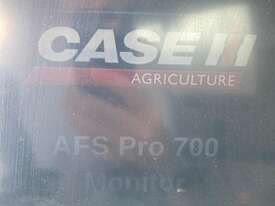 CASE IH
AGRICULTURE
AFS Pro 700
Monitor